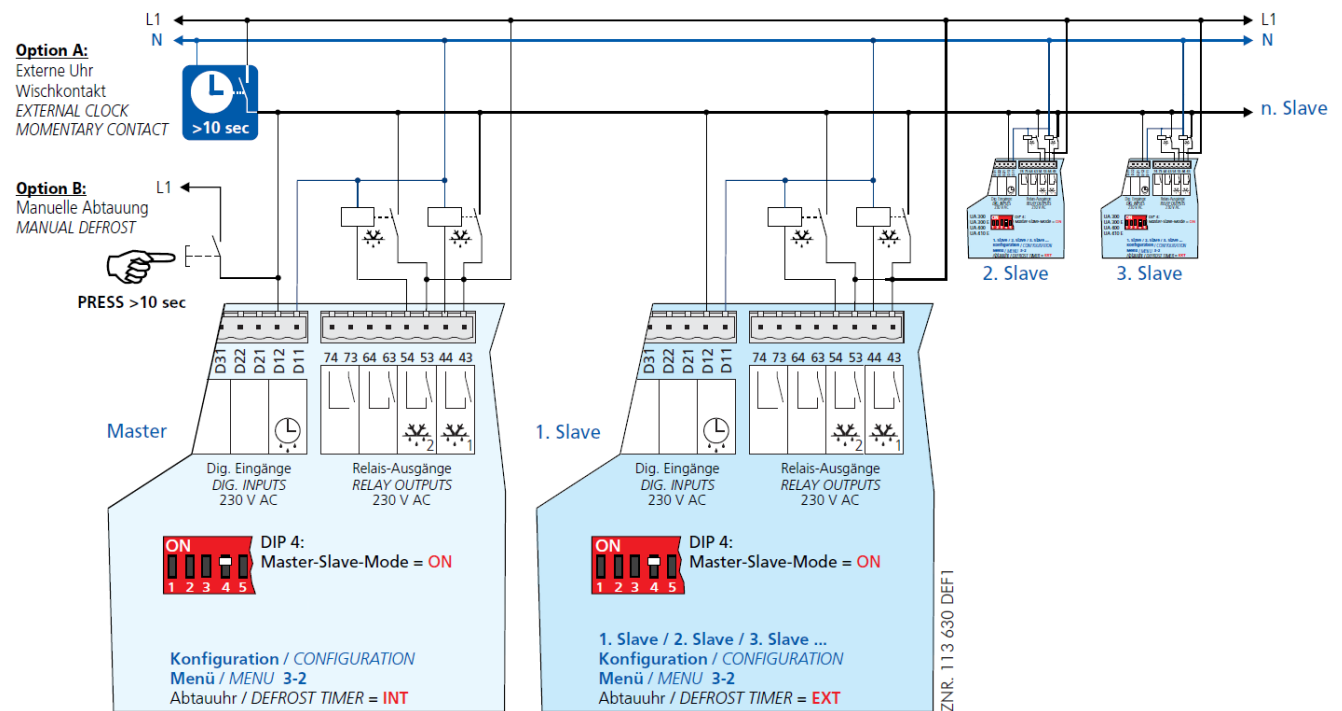 L1
L1
N
N
Option A:
Externe Uhr
Wischkontakt
EXTERNAL CLOCK
MOMENTARY CONTACT
>10 sec
n. Slave
Option B:
Manuelle Abtauung
MANUAL DEFROST
L1
PRESS >10 sec
2. Slave
3. Slave
D31 D22 D21 D12 D11
74 73 64 63 54 53 44 43
2 1
Master
Dig. Eingänge
DIG. INPUTS
230 V AC
Relais-Ausgänge
RELAY OUTPUTS
230 V AC
ON
1 2 3 4 5
DIP 4:
Master-Slave-Mode = ON
Konfiguration / CONFIGURATION
Menü / MENU 3-2
Abtauuhr / DEFROST TIMER = INT
D31 D22 D21 D12 D11
74 73 64 63 54 53 44 43
2 1
1. Slave
Dig. Eingänge
DIG. INPUTS
230 V AC
Relais-Ausgänge
RELAY OUTPUTS
230 V AC
ON
1 2 3 4 5
DIP 4:
Master-Slave-Mode = ON
1. Slave / 2. Slave / 3. Slave ...
Konfiguration / CONFIGURATION
Menü / MENU 3-2
Abtauuhr / DEFROST TIMER = EXT
ZNR. 113 630 DEF1